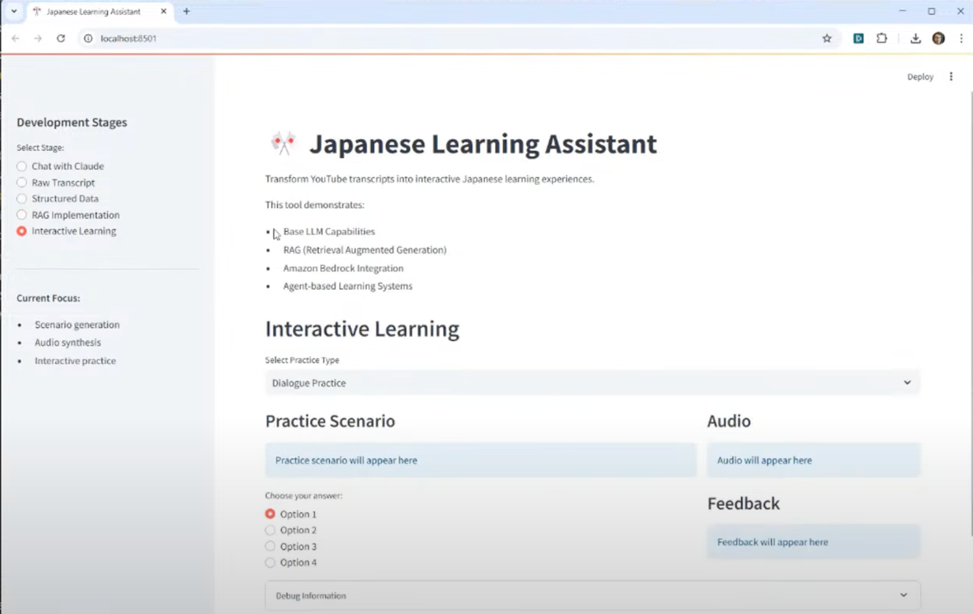 Japanese Learning Assistant
localhost:8501
Deploy
Development Stages
Select Stage:
Chat with Claude
Raw Transcript
Structured Data
RAG Implementation
Interactive Learning
Current Focus:
Scenario generation
Audio synthesis
Interactive practice
Japanese Learning Assistant
Transform YouTube transcripts into interactive Japanese learning experiences.
This tool demonstrates:
Base LLM Capabilities
RAG (Retrieval Augmented Generation)
Amazon Bedrock Integration
Agent-based Learning Systems
Interactive Learning
Select Practice Type
Dialogue Practice
Practice Scenario
Practice scenario will appear here
Choose your answer:
Option 1
Option 2
Option 3
Option 4
Audio
Audio will appear here
Feedback
Feedback will appear here
Debug Information